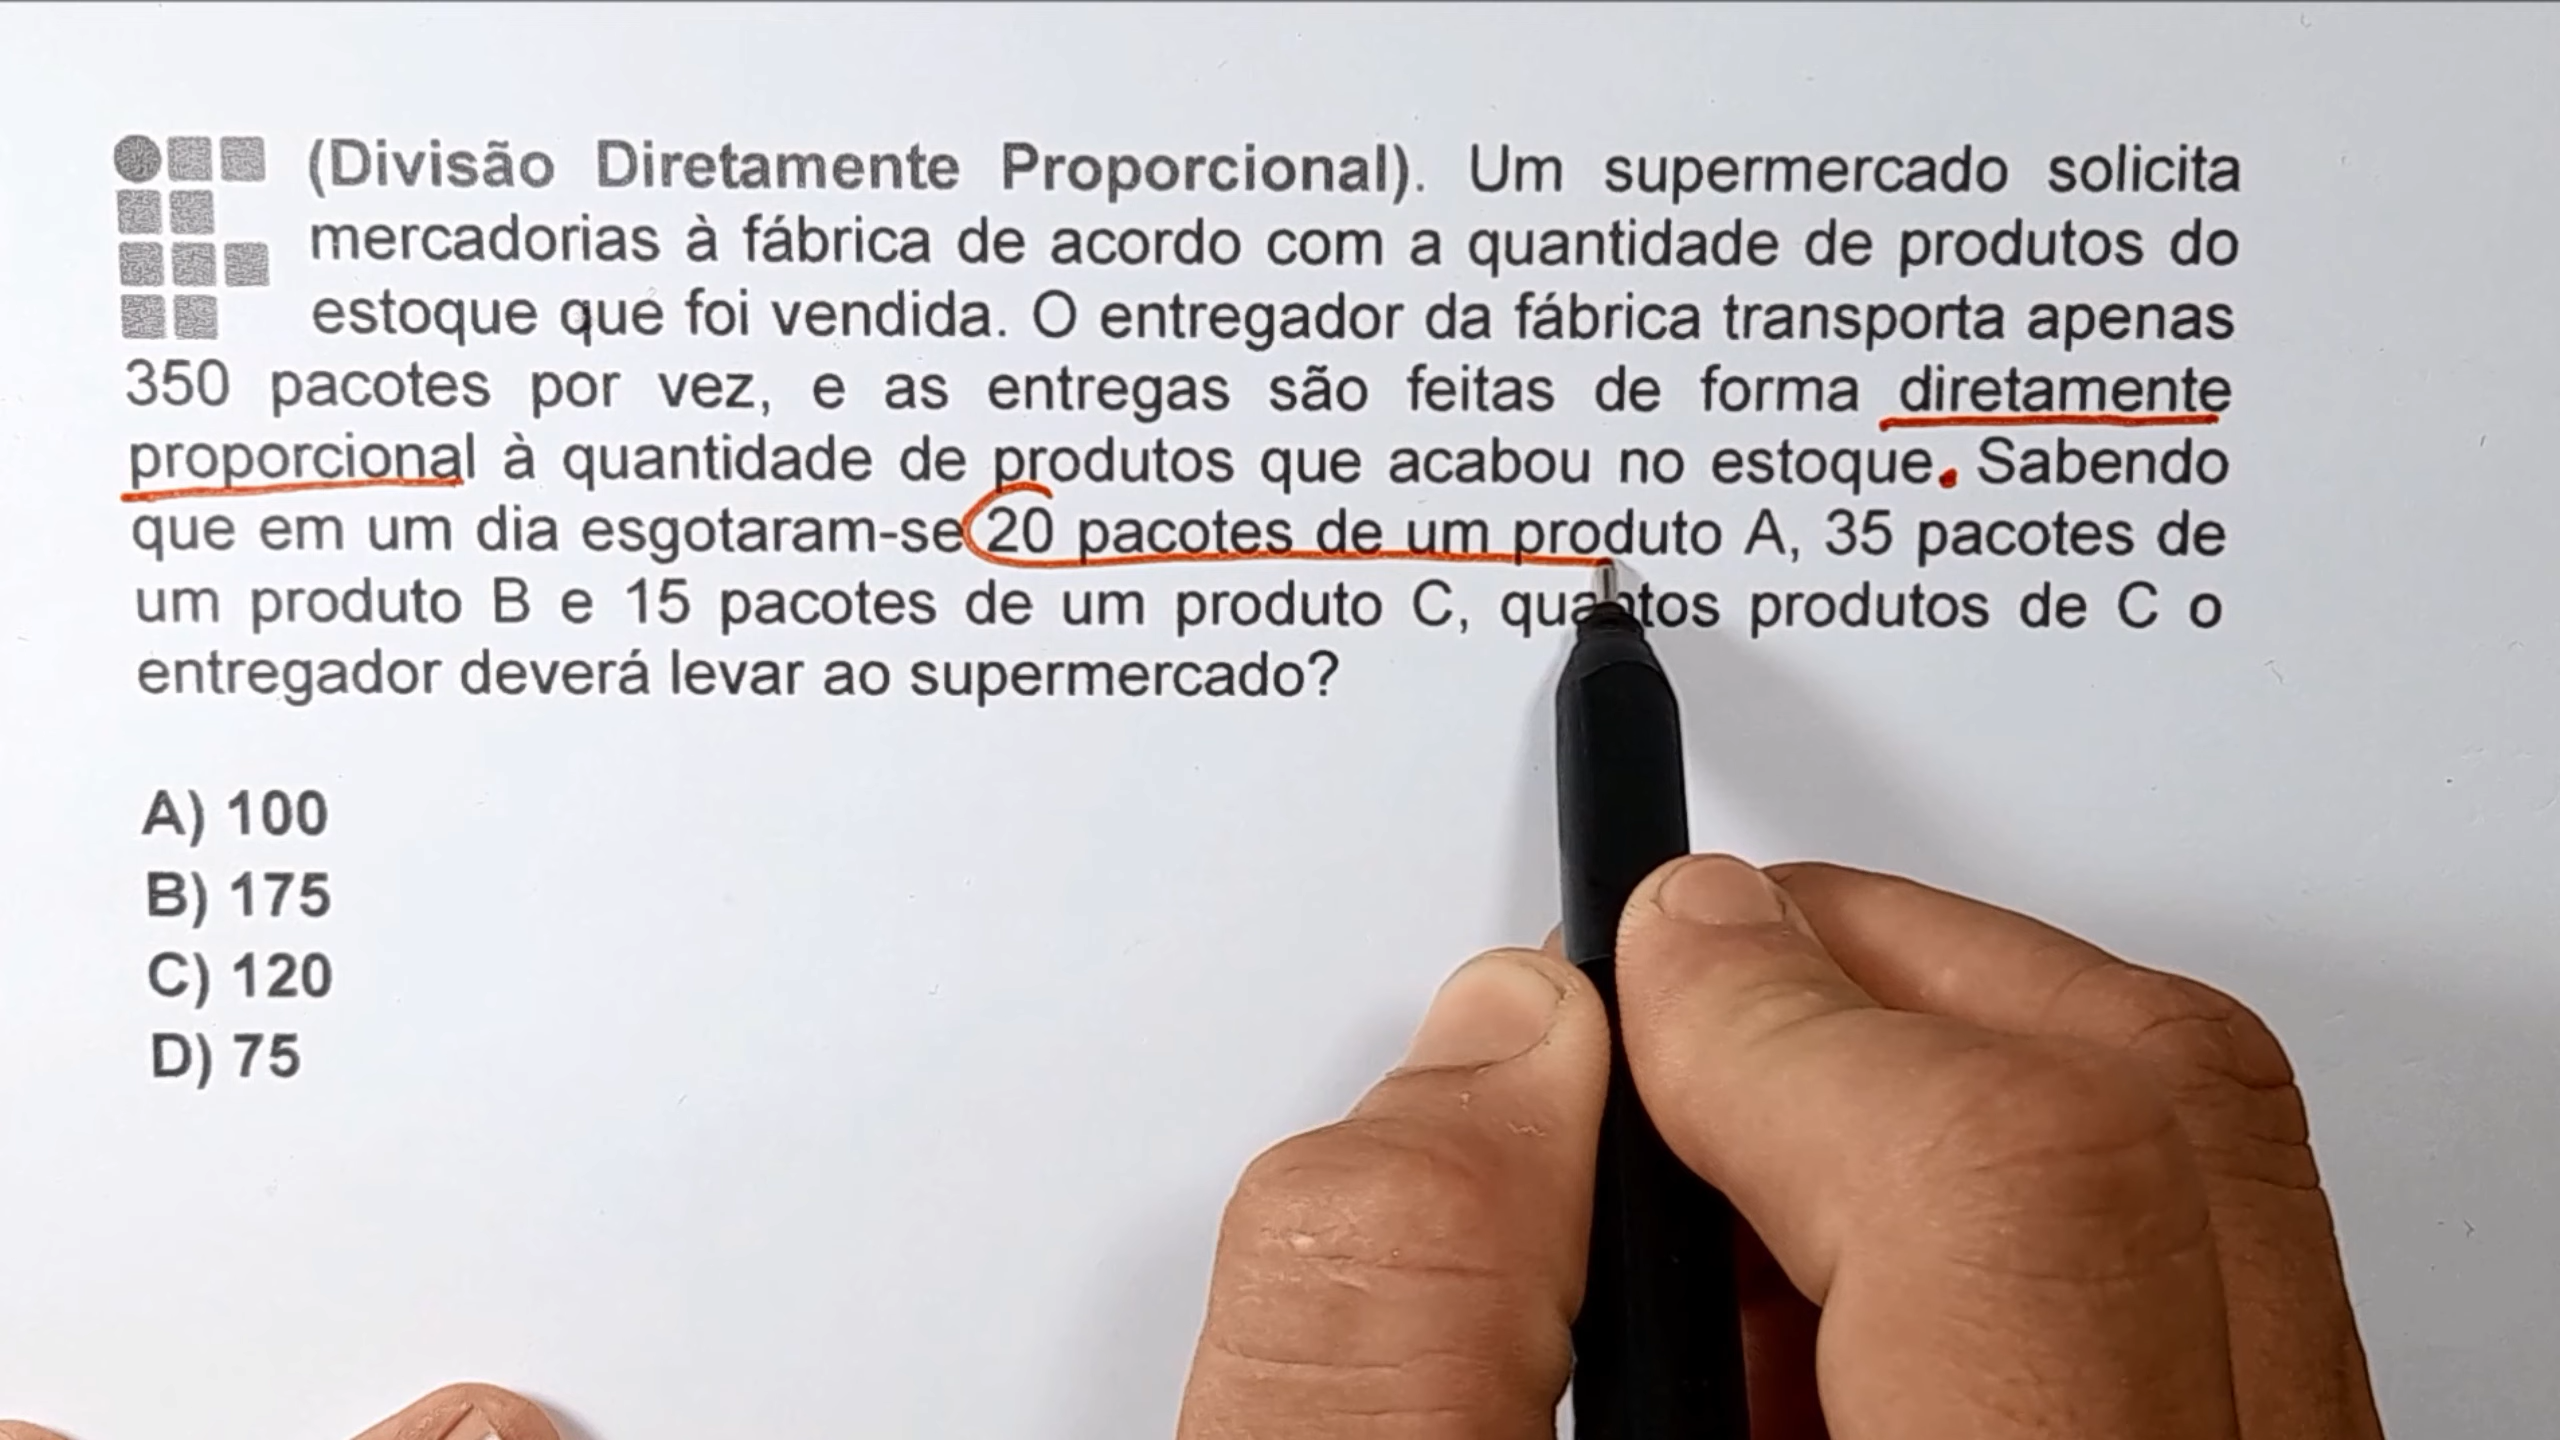 (Divisão Diretamente Proporcional). Um supermercado solicita
mercadorias à fábrica de acordo com a quantidade de produtos do
estoque que foi vendida. O entregador da fábrica transporta apenas
350 pacotes por vez, e as entregas são feitas de forma diretamente
proporcional à quantidade de produtos que acabou no estoque. Sabendo
que em um dia esgotaram-se 20 pacotes de um produto A, 35 pacotes de
um produto B e 15 pacotes de um produto C, quantos produtos de C o
entregador deverá levar ao supermercado?
A) 100
B) 175
C) 120
D) 75